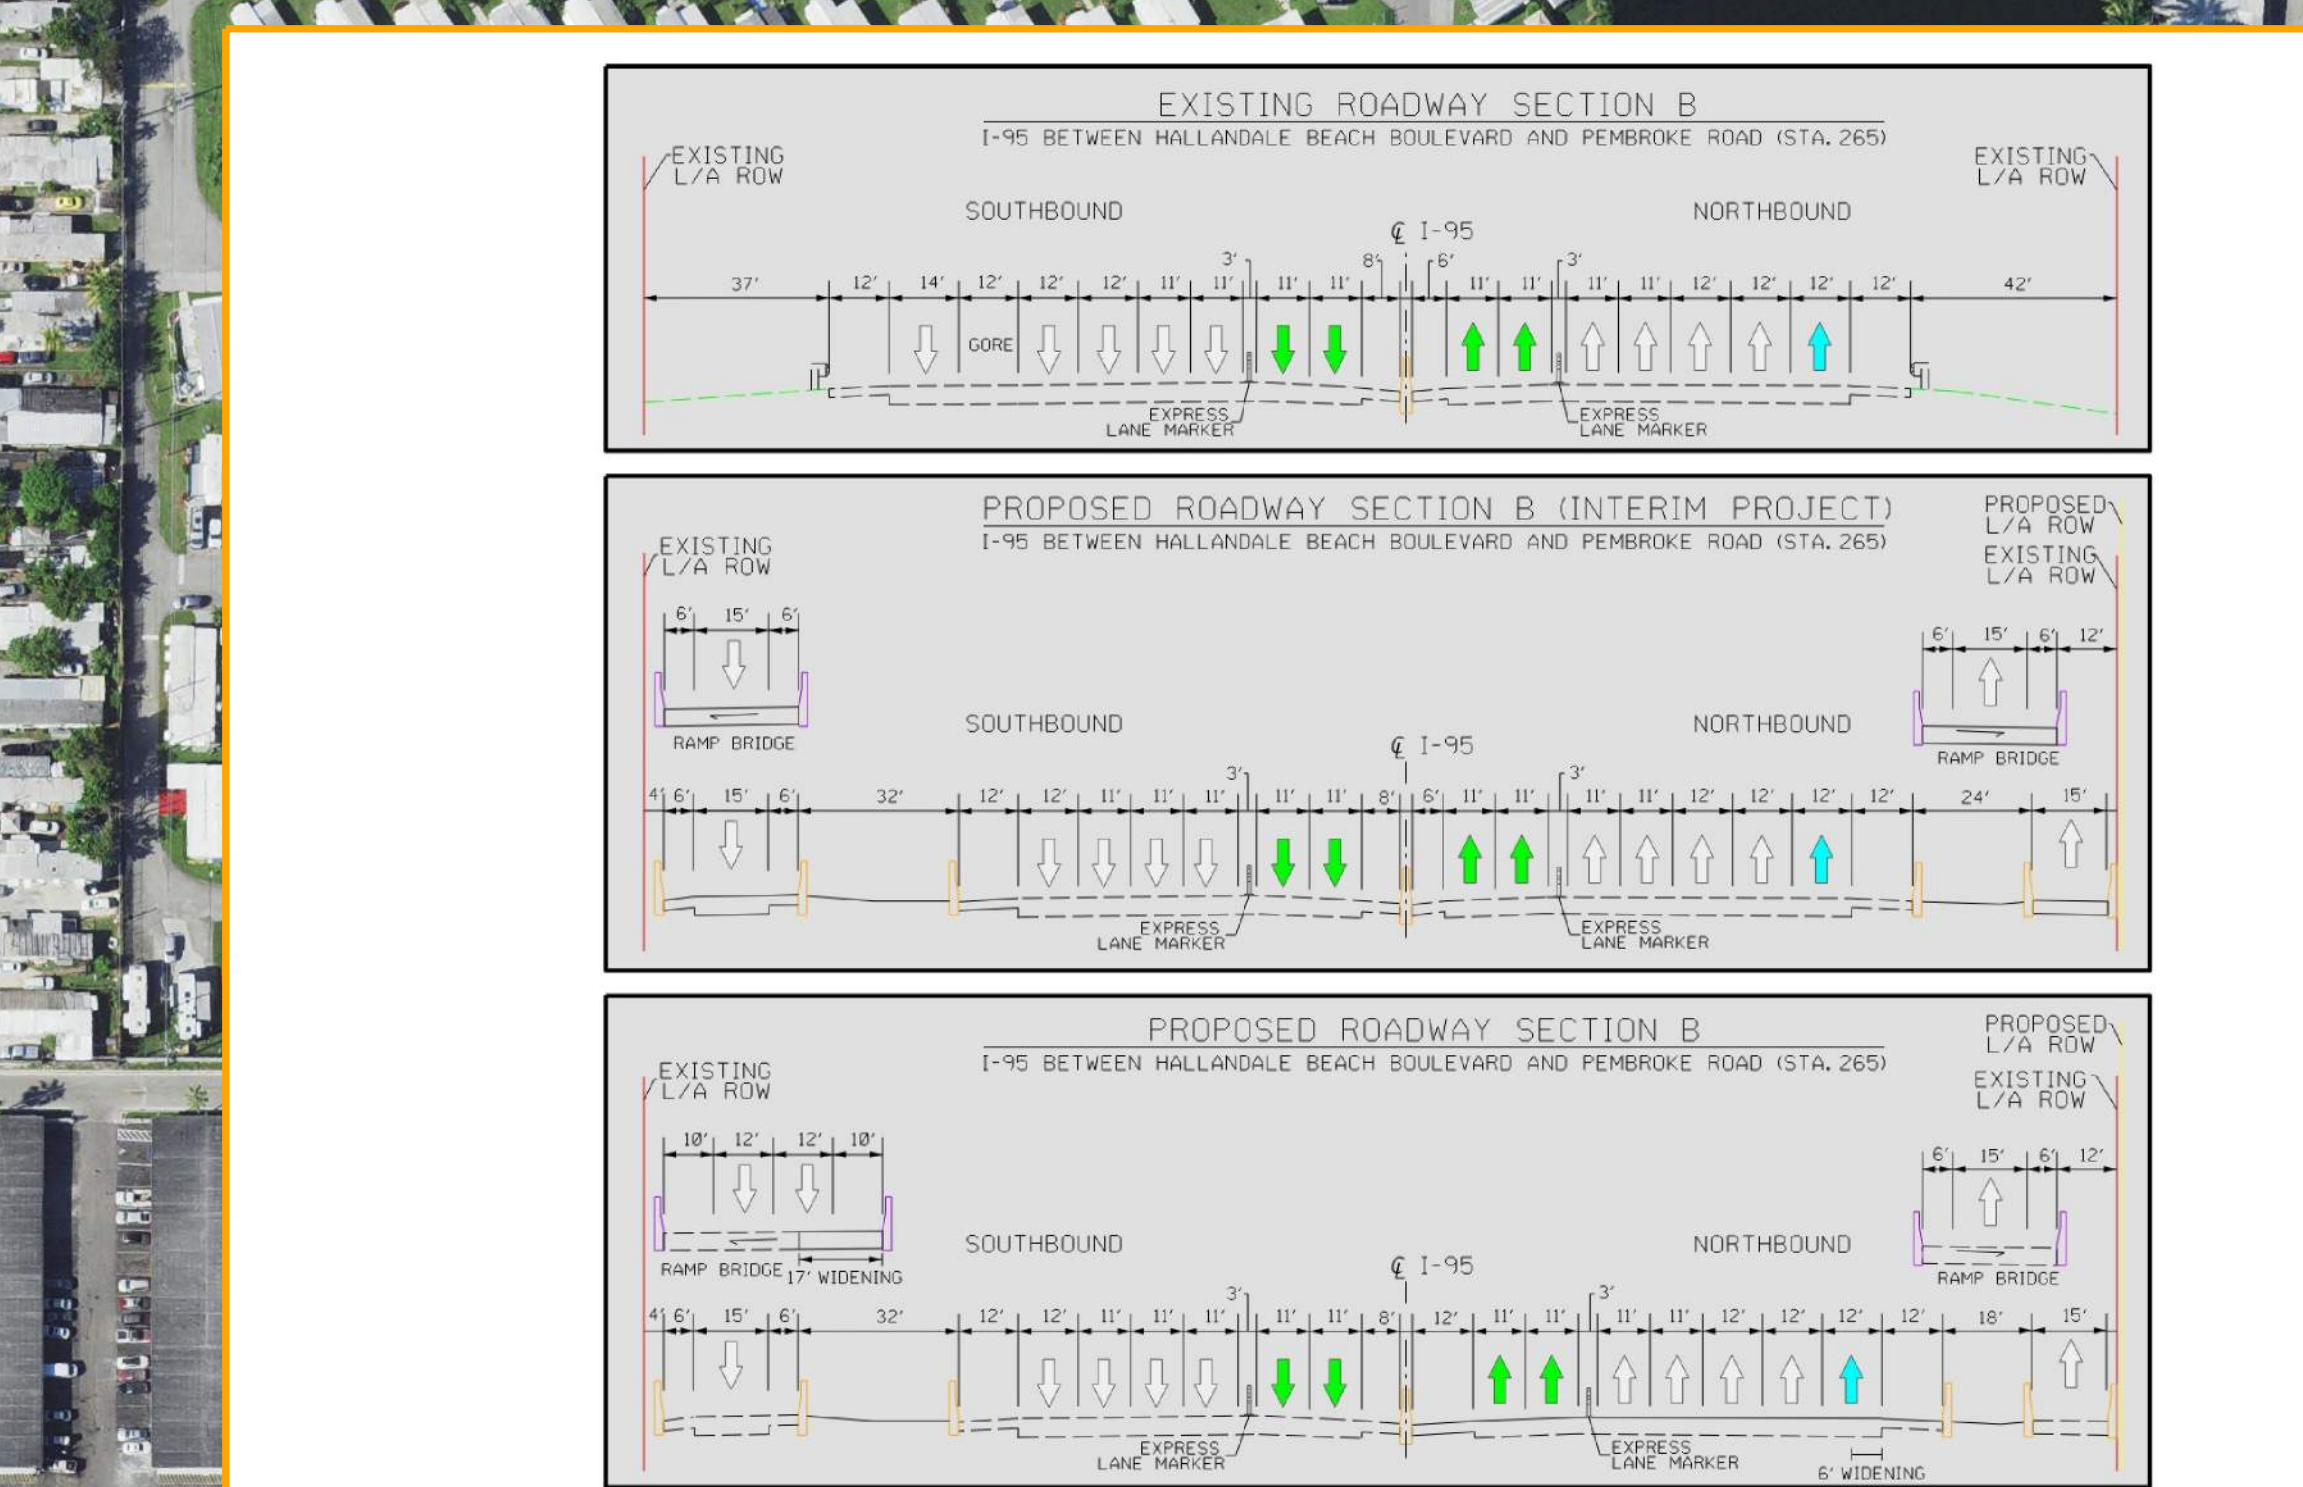 EXISTING ROADWAY SECTION B
I-95 BETWEEN HALLANDALE BEACH BOULEVARD AND PEMBROKE ROAD (STA. 265)
EXISTING
L/A ROW
EXISTING
L/A ROW
SOUTHBOUND
NORTHBOUND
℄ I-95
3' 8' 6' 3'
37' 12' 14' 12' 12' 12' 11' 11' 11' 11' 11' 11' 11' 11' 12' 12' 12' 12' 42'
GORE
EXPRESS
LANE MARKER
EXPRESS
LANE MARKER
PROPOSED ROADWAY SECTION B (INTERIM PROJECT)
I-95 BETWEEN HALLANDALE BEACH BOULEVARD AND PEMBROKE ROAD (STA. 265)
PROPOSED
L/A ROW
EXISTING
L/A ROW
EXISTING
L/A ROW
6' 15' 6'
6' 15' 6' 12'
RAMP BRIDGE
SOUTHBOUND
NORTHBOUND
RAMP BRIDGE
℄ I-95
3' 3'
4' 6' 15' 6' 32' 12' 12' 11' 11' 11' 11' 11' 8' 6' 11' 11' 11' 11' 12' 12' 12' 12' 24' 15'
EXPRESS
LANE MARKER
EXPRESS
LANE MARKER
PROPOSED ROADWAY SECTION B
I-95 BETWEEN HALLANDALE BEACH BOULEVARD AND PEMBROKE ROAD (STA. 265)
PROPOSED
L/A ROW
EXISTING
L/A ROW
EXISTING
L/A ROW
10' 12' 12' 10'
6' 15' 6' 12'
RAMP BRIDGE
17' WIDENING
SOUTHBOUND
NORTHBOUND
RAMP BRIDGE
℄ I-95
3' 3'
4' 6' 15' 6' 32' 12' 12' 11' 11' 11' 11' 11' 8' 12' 11' 11' 11' 11' 12' 12' 12' 12' 18' 15'
EXPRESS
LANE MARKER
EXPRESS
LANE MARKER
6' WIDENING